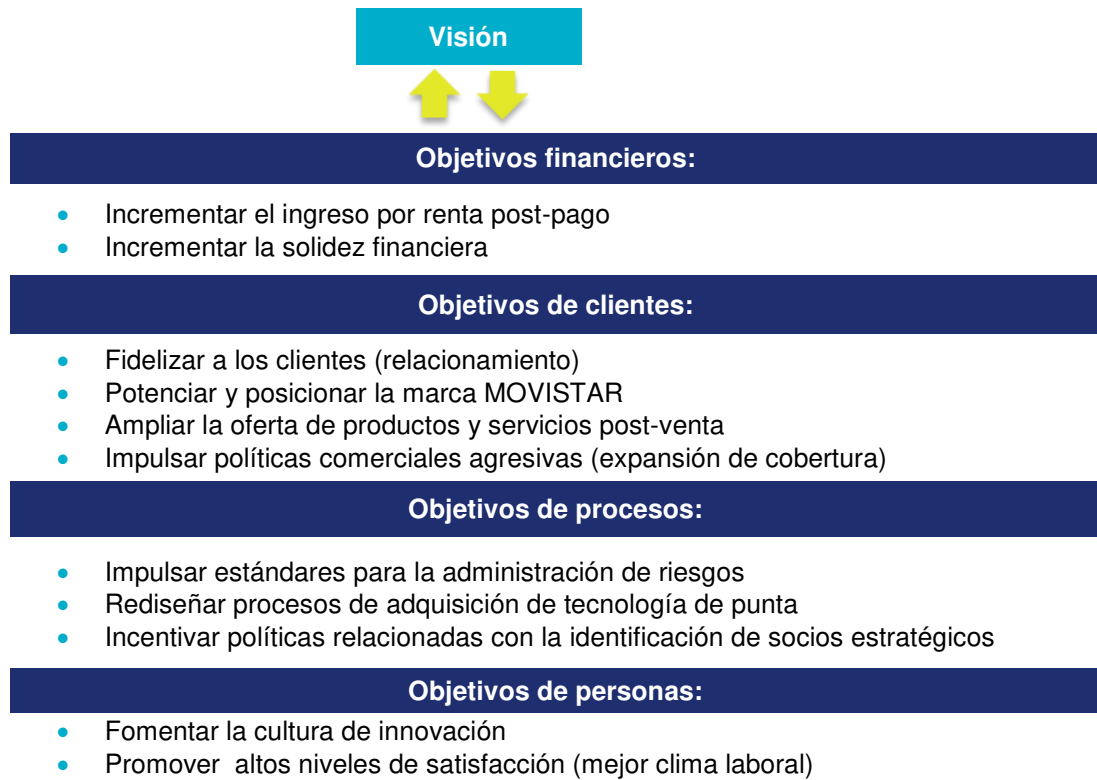 Visión
Objetivos financieros:
• Incrementar el ingreso por renta post-pago
• Incrementar la solidez financiera
Objetivos de clientes:
• Fidelizar a los clientes (relacionamiento)
• Potenciar y posicionar la marca MOVISTAR
• Ampliar la oferta de productos y servicios post-venta
• Impulsar políticas comerciales agresivas (expansión de cobertura)
Objetivos de procesos:
• Impulsar estándares para la administración de riesgos
• Rediseñar procesos de adquisición de tecnología de punta
• Incentivar políticas relacionadas con la identificación de socios estratégicos
Objetivos de personas:
• Fomentar la cultura de innovación
• Promover altos niveles de satisfacción (mejor clima laboral)